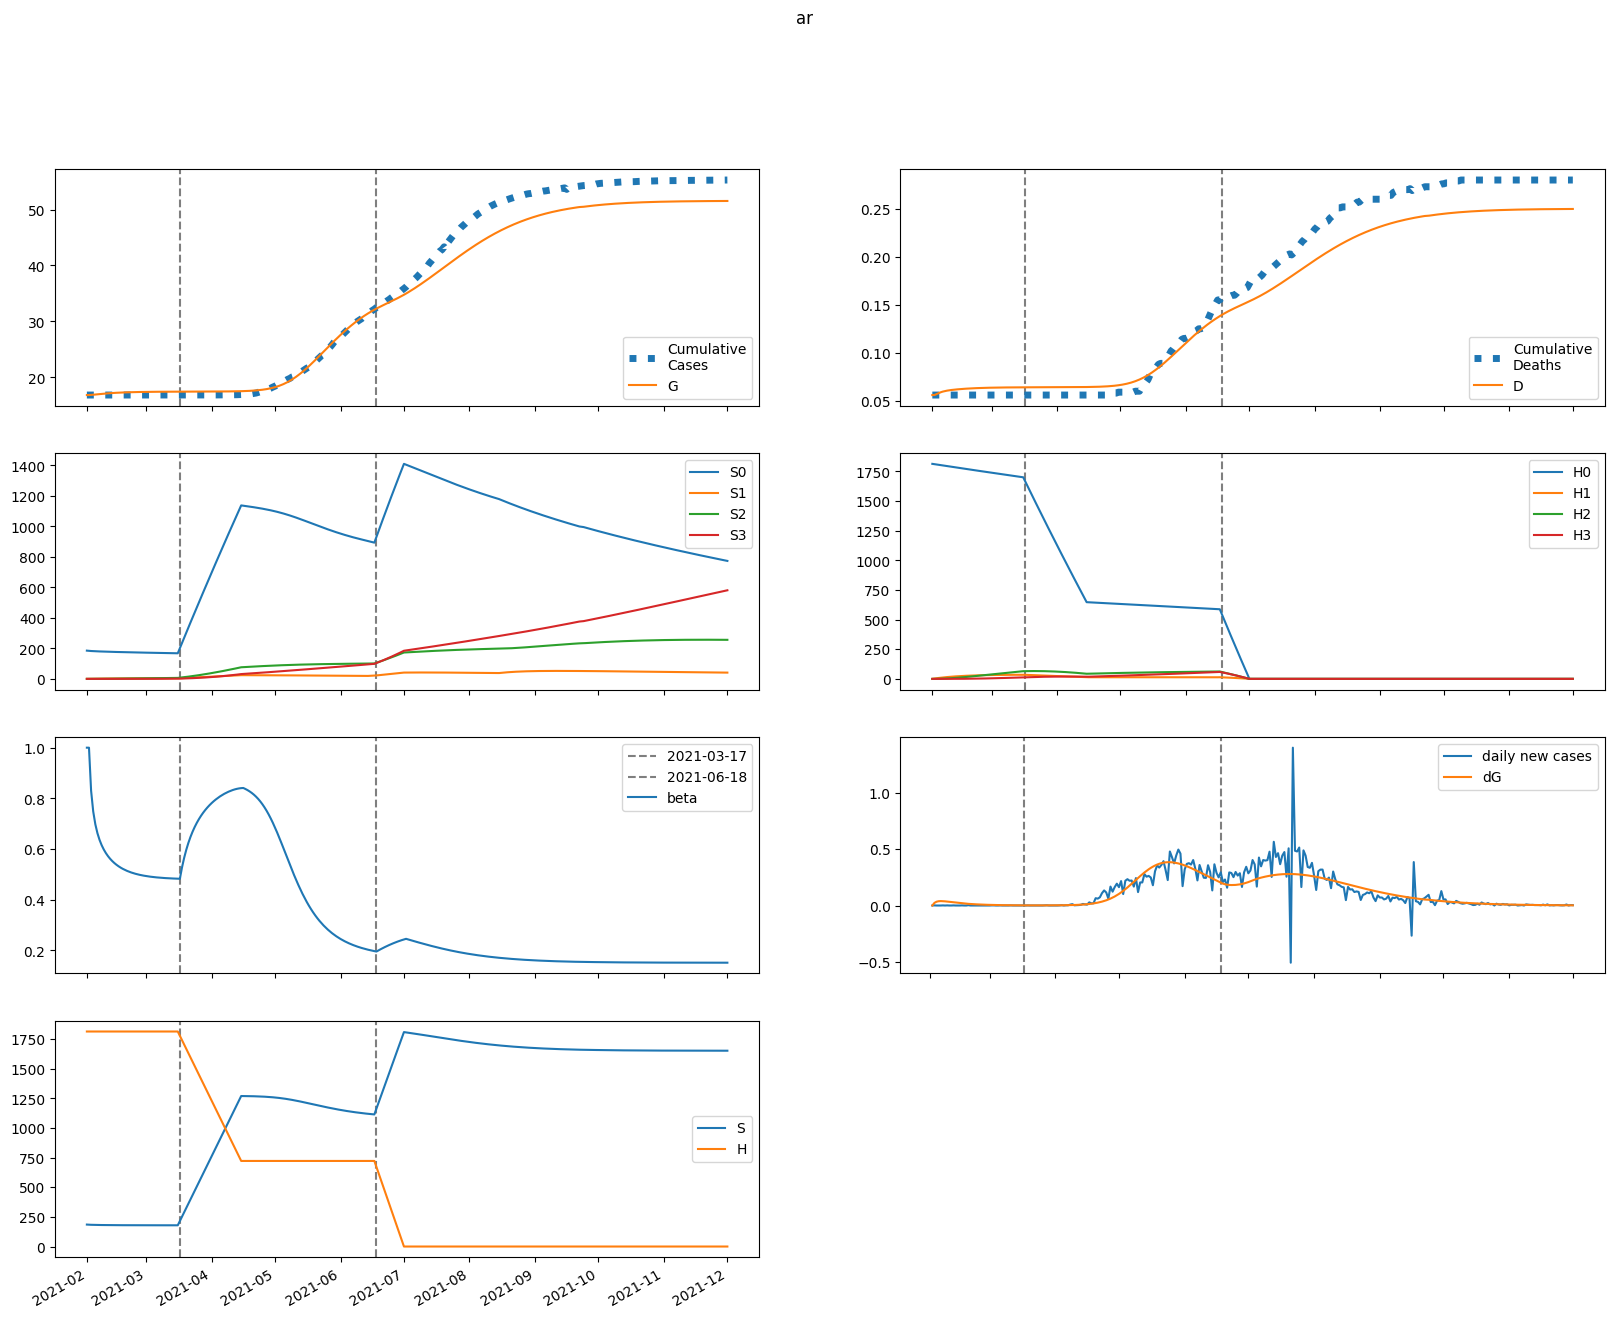 ar
50
40
30
20
Cumulative
Cases
G
0.25
0.20
0.15
0.10
0.05
Cumulative
Deaths
D
1400
1200
1000
800
600
400
200
0
S0
S1
S2
S3
1750
1500
1250
1000
750
500
250
0
H0
H1
H2
H3
1.0
0.8
0.6
0.4
0.2
2021-03-17
2021-06-18
beta
1.0
0.5
0.0
−0.5
daily new cases
dG
1750
1500
1250
1000
750
500
250
0
S
H
2021-02
2021-03
2021-04
2021-05
2021-06
2021-07
2021-08
2021-09
2021-10
2021-11
2021-12